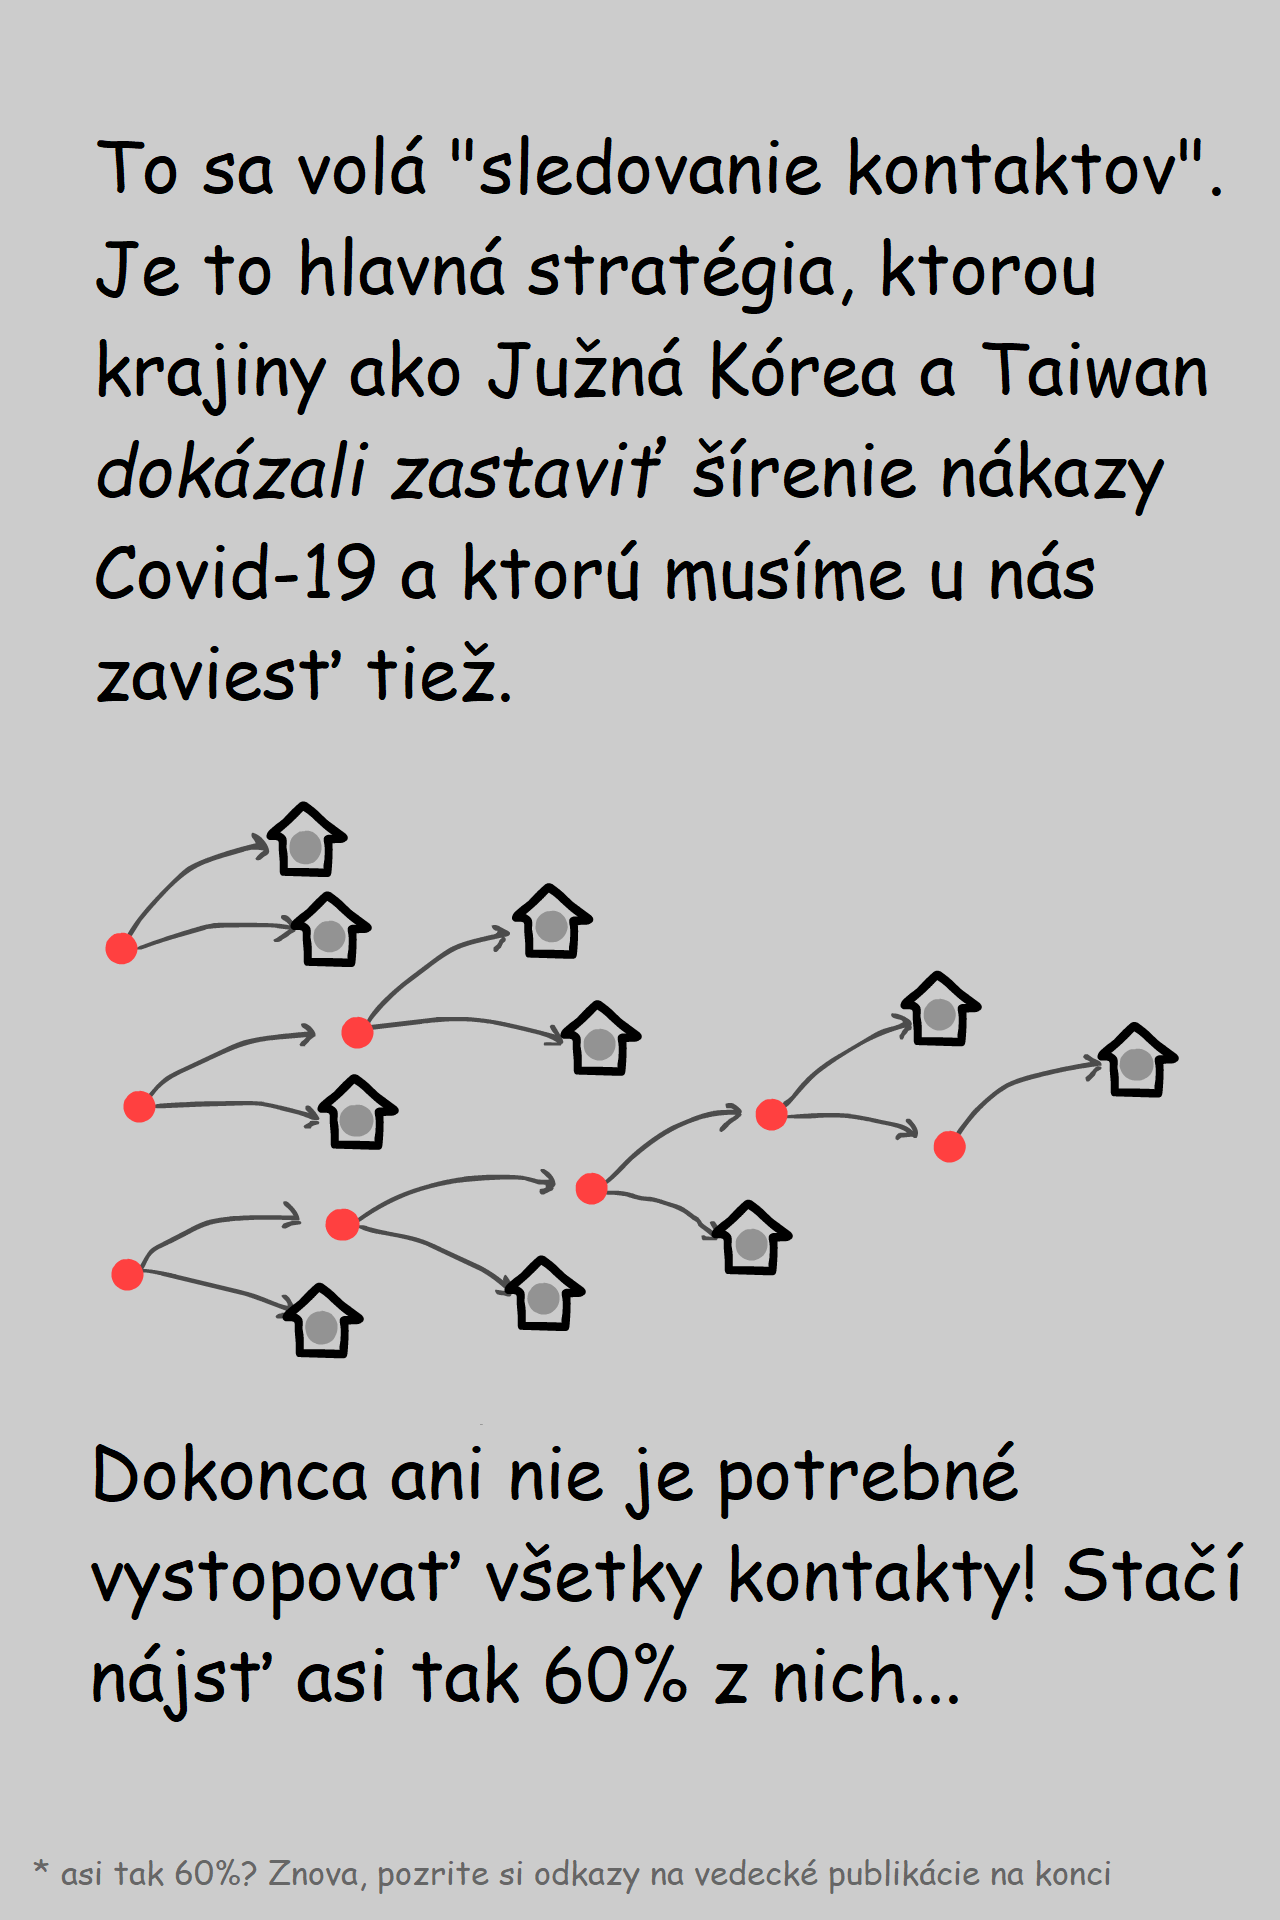 To sa volá "sledovanie kontaktov".
Je to hlavná stratégia, ktorou
krajiny ako Južná Kórea a Taiwan
dokázali zastaviť šírenie nákazy
Covid-19 a ktorú musíme u nás
zaviesť tiež.
Dokonca ani nie je potrebné
vystopovať všetky kontakty! Stačí
nájsť asi tak 60% z nich...
* asi tak 60%? Znova, pozrite si odkazy na vedecké publikácie na konci